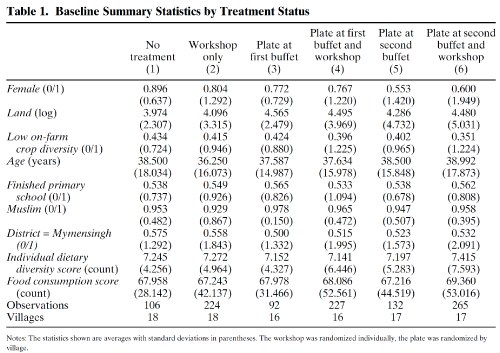 Table 1. Baseline Summary Statistics by Treatment Status
No treatment (1) Workshop only (2) Plate at first buffet (3) Plate at first buffet and workshop (4) Plate at second buffet (5) Plate at second buffet and workshop (6)
Female (0/1) 0.896 0.804 0.772 0.767 0.553 0.600
(0.637) (1.292) (0.729) (1.220) (1.420) (1.949)
Land (log) 3.974 4.096 4.565 4.495 4.286 4.480
(2.307) (3.315) (2.479) (3.969) (4.732) (5.031)
Low on-farm 0.434 0.415 0.424 0.396 0.402 0.351
crop diversity (0/1) (0.724) (0.946) (0.880) (1.225) (0.965) (1.224)
Age (years) 38.500 36.250 37.587 37.634 38.500 38.992
(18.034) (16.073) (14.987) (15.978) (15.848) (17.873)
Finished primary 0.538 0.549 0.565 0.533 0.538 0.562
school (0/1) (0.737) (0.926) (0.826) (1.094) (0.678) (0.808)
Muslim (0/1) 0.953 0.929 0.978 0.965 0.947 0.958
(0.482) (0.867) (0.150) (0.472) (0.507) (0.395)
District = Mymensingh 0.575 0.558 0.500 0.515 0.523 0.532
(0/1) (1.292) (1.843) (1.332) (1.995) (1.573) (2.091)
Individual dietary 7.245 7.272 7.152 7.141 7.197 7.415
diversity score (count) (4.256) (4.964) (4.327) (6.446) (5.283) (7.593)
Food consumption score 67.958 67.243 67.978 68.086 67.216 69.360
(count) (28.142) (42.137) (31.466) (52.561) (44.519) (53.016)
Observations 106 224 92 227 132 265
Villages 18 18 16 16 17 17
Notes: The statistics shown are averages with standard deviations in parentheses. The workshop was randomized individually, the plate was randomized by
village.